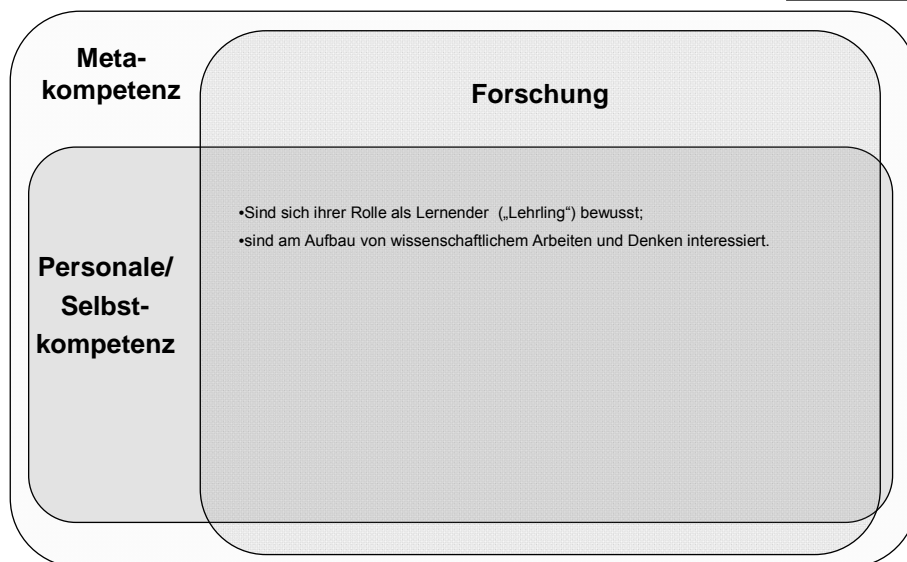 Meta-
kompetenz
Forschung
•Sind sich ihrer Rolle als Lernender („Lehrling“) bewusst;
•sind am Aufbau von wissenschaftlichem Arbeiten und Denken interessiert.
Personale/
Selbst-
kompetenz